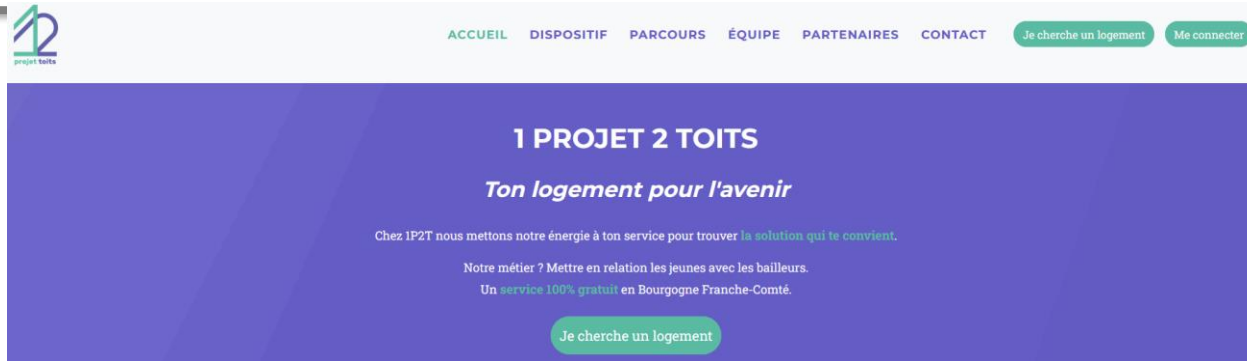 12
projet toits
ACCUEIL DISPOSITIF PARCOURS ÉQUIPE PARTENAIRES CONTACT Je cherche un logement Me connecter
1 PROJET 2 TOITS
Ton logement pour l'avenir
Chez 1P2T nous mettons notre énergie à ton service pour trouver la solution qui te convient.
Notre métier ? Mettre en relation les jeunes avec les bailleurs.
Un service 100% gratuit en Bourgogne Franche-Comté.
Je cherche un logement